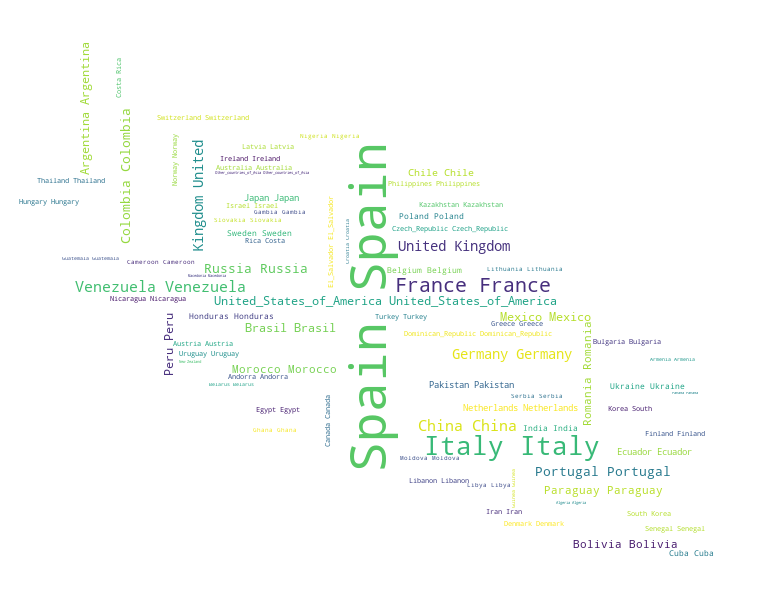 Argentina Argentina
Costa Rica
Switzerland Switzerland
Colombia Colombia
Norway Norway
Kingdom United
Nigeria Nigeria
Latvia Latvia
Ireland Ireland
Australia Australia
Other_countries_of_Asia Other_countries_of_Asia
Spain Spain
Chile Chile
Philippines Philippines
Thailand Thailand
Hungary Hungary
Japan Japan
Israel Israel
Gambia Gambia
Slovakia Slovakia
El_Salvador El_Salvador
Croatia Croatia
Kazakhstan Kazakhstan
Poland Poland
Czech_Republic Czech_Republic
Sweden Sweden
Rica Costa
United Kingdom
Guatemala Guatemala
Cameroon Cameroon
Russia Russia
Belgium Belgium
Lithuania Lithuania
Venezuela Venezuela
France France
Nicaragua Nicaragua
United_States_of_America United_States_of_America
Peru Peru
Honduras Honduras
Turkey Turkey
Mexico Mexico
Greece Greece
Brasil Brasil
Dominican_Republic Dominican_Republic
Romania Romania
Bulgaria Bulgaria
Austria Austria
Uruguay Uruguay
New Zealand
Germany Germany
Armenia Armenia
Morocco Morocco
Andorra Andorra
Belarus Belarus
Pakistan Pakistan
Ukraine Ukraine
Serbia Serbia
Egypt Egypt
Canada Canada
Netherlands Netherlands
Korea South
Ghana Ghana
China China
India India
Finland Finland
Italy Italy
Ecuador Ecuador
Moldova Moldova
Portugal Portugal
Lebanon Lebanon
Libya Libya
Paraguay Paraguay
Algeria Algeria
Iran Iran
South Korea
Denmark Denmark
Senegal Senegal
Bolivia Bolivia
Cuba Cuba